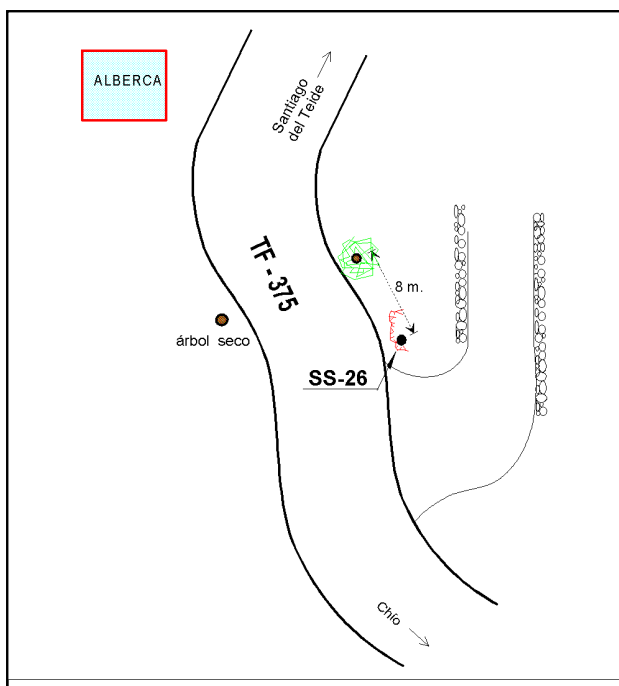 ALBERCA
Santiago
del Teide
TF - 375
8 m.
árbol seco
SS-26
Chío